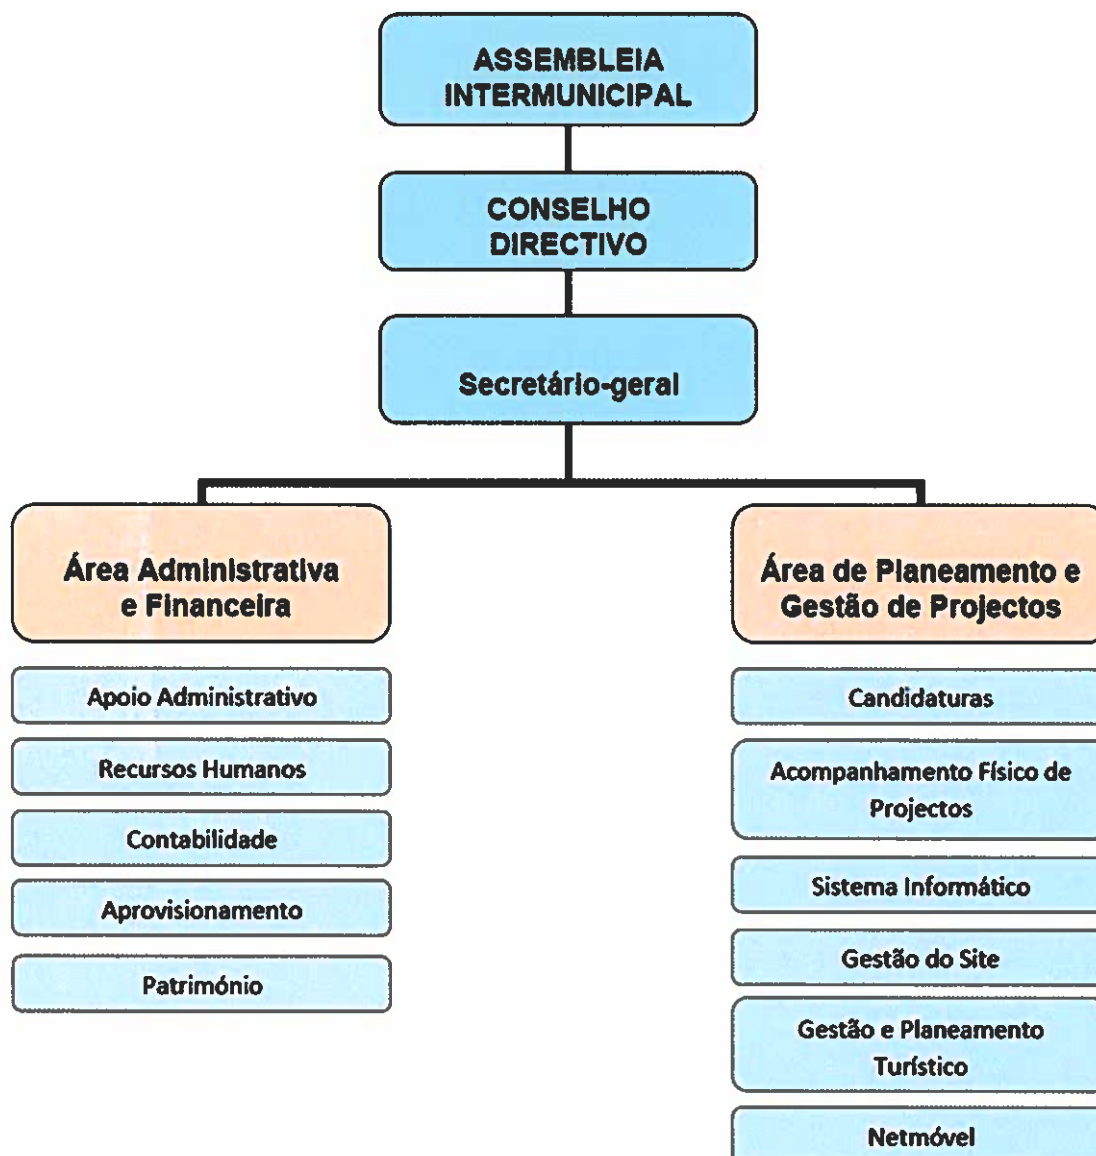 ASSEMBLEIA
INTERMUNICIPAL
CONSELHO
DIRECTIVO
Secretário-geral
Área Administrativa
e Financeira
Apoio Administrativo
Recursos Humanos
Contabilidade
Aprovisionamento
Património
Área de Planeamento e
Gestão de Projectos
Candidaturas
Acompanhamento Físico de
Projectos
Sistema Informático
Gestão do Site
Gestão e Planeamento
Turístico
Netmóvel